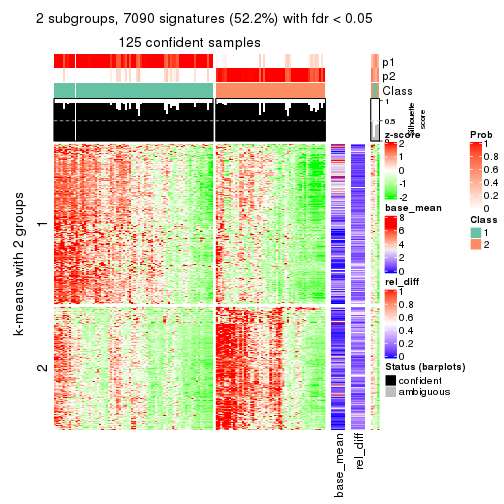 2 subgroups, 7090 signatures (52.2%) with fdr < 0.05
125 confident samples
p1
p2
Class
1
0.5
0
Silhouette
score
k-means with 2 groups
1
2
base_mean
rel_diff
z-score
2
1
0
-1
-2
base_mean
8
6
4
2
0
rel_diff
1
0.8
0.6
0.4
0.2
0
Status (barplots)
confident
ambiguous
Prob
1
0.8
0.6
0.4
0.2
0
Class
1
2